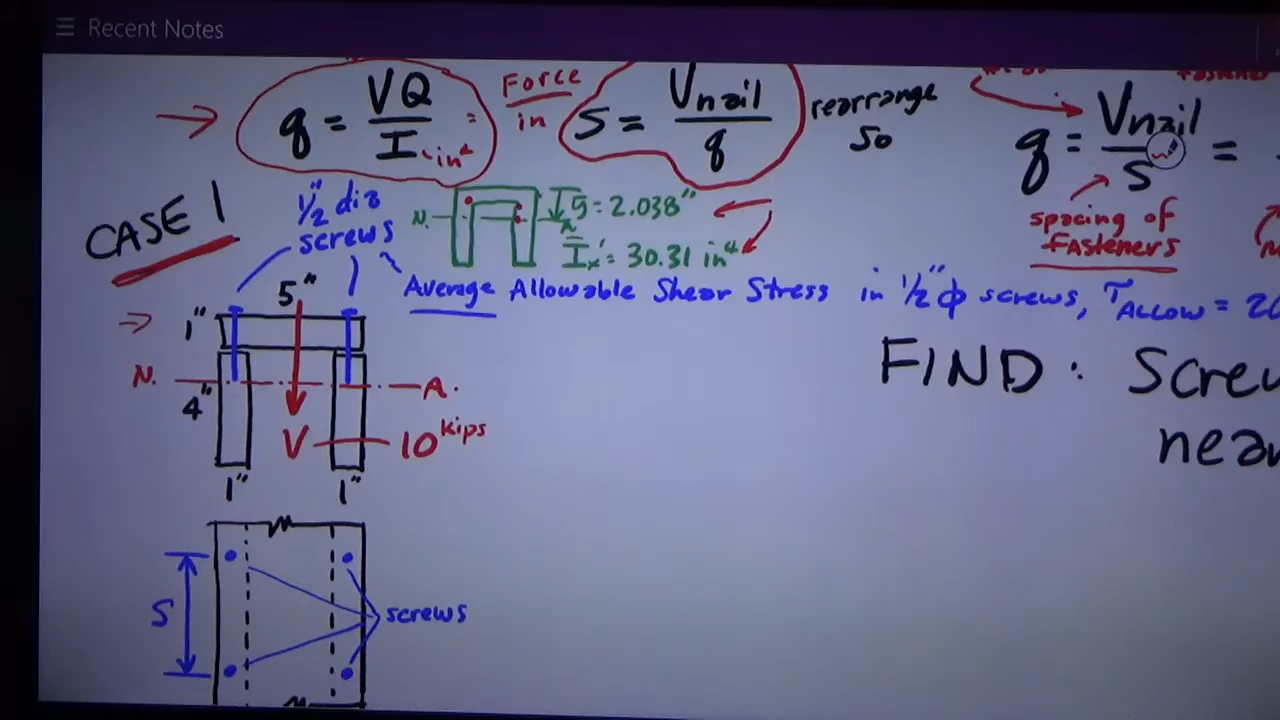 Recent Notes
q = VQ / I in⁴ = Force / in
S = Vnail / q
rearrange
So
fastener
q = Vnail / S =
spacing of
fasteners
CASE 1
1/2" dia
screws
N. A.
ȳ = 2.038"
Ix' = 30.31 in⁴
Average Allowable Shear Stress in 1/2" ϕ screws, τALLOW =
5"
1"
N. A.
4"
V 10 kips
1" 1"
FIND:
S
screws